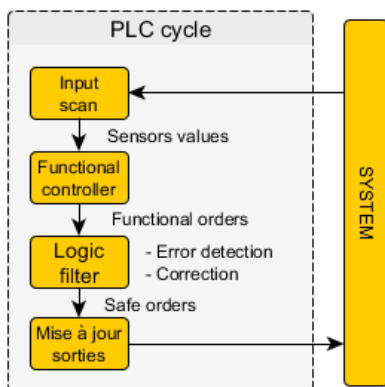 PLC cycle
Input
scan
Sensors values
Functional
controller
Functional orders
Logic
filter
- Error detection
- Correction
Safe orders
Mise à jour
sorties
SYSTEM